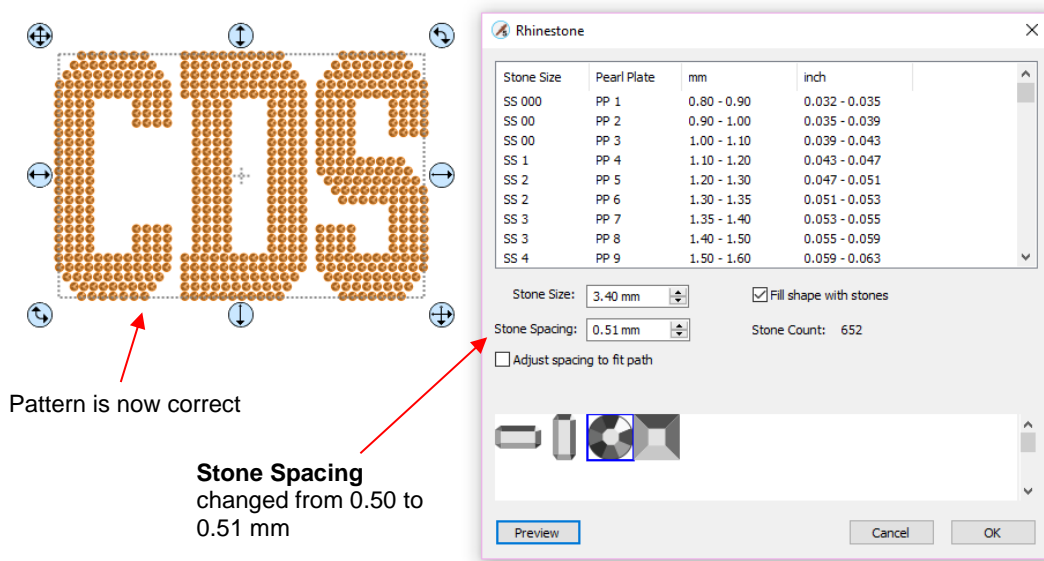 Rhinestone
Stone Size Pearl Plate mm inch
SS 000 PP 1 0.80 - 0.90 0.032 - 0.035
SS 00 PP 2 0.90 - 1.00 0.035 - 0.039
SS 00 PP 3 1.00 - 1.10 0.039 - 0.043
SS 1 PP 4 1.10 - 1.20 0.043 - 0.047
SS 2 PP 5 1.20 - 1.30 0.047 - 0.051
SS 2 PP 6 1.30 - 1.35 0.051 - 0.053
SS 3 PP 7 1.35 - 1.40 0.053 - 0.055
SS 3 PP 8 1.40 - 1.50 0.055 - 0.059
SS 4 PP 9 1.50 - 1.60 0.059 - 0.063
Stone Size: 3.40 mm Fill shape with stones
Stone Spacing: 0.51 mm Stone Count: 652
Adjust spacing to fit path
Preview Cancel OK
CDS
Pattern is now correct
Stone Spacing
changed from 0.50 to
0.51 mm